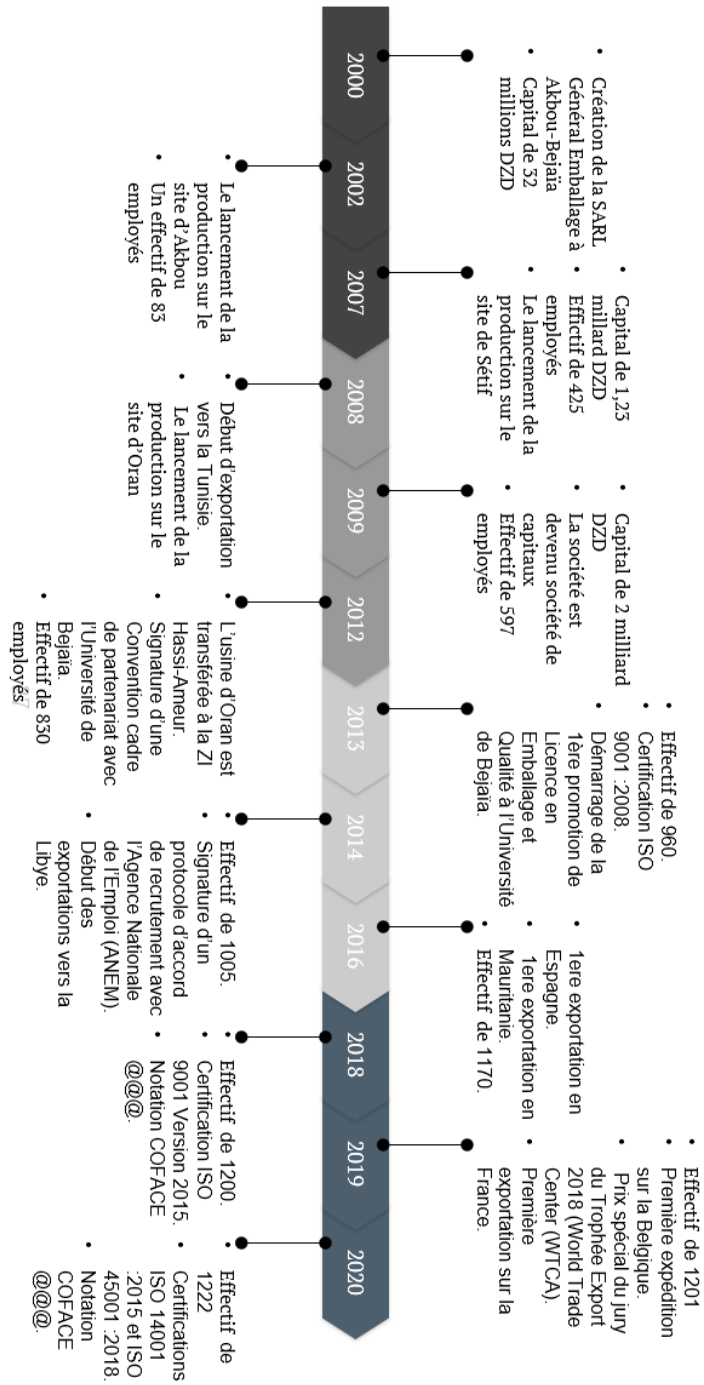 2000
Création de la SARL
Général Emballage à
Akbou-Bejaïa
Capital de 32
millions DZD
2002
Le lancement de la
production sur le
site d'Akbou
Un effectif de 83
employés
2007
Capital de 1,23
millard DZD
Effictif de 425
employés
Le lancement de la
production sur le
site de Sétif
2008
Début d'exportation
vers la Tunisie.
Le lancement de la
production sur le
site d'Oran
2009
Capital de 2 milliard
DZD
La société est
devenu société de
capitaux
Effectif de 597
employés
2012
L'usine d'Oran est
transférée à la ZI
Hassi-Ameur.
Signature d'une
Convention cadre
de partenariat avec
l'Université de
Bejaïa.
Effectif de 830
employés
2013
Effectif de 960.
Certification ISO
9001 :2008.
Démarrage de la
1ère promotion de
Licence en
Emballage et
Qualité à l'Université
de Bejaïa.
2014
Effectif de 1005.
Signature d'un
protocole d'accord
de recrutement avec
l'Agence Nationale
de l'Emploi (ANEM).
Début des
exportations vers la
Libye.
2016
1ere exportation en
Espagne.
1ere exportation en
Mauritanie.
Effectif de 1170.
2018
Effectif de 1200.
Certification ISO
9001 Version 2015.
Notation COFACE
@@@.
2019
Effectif de 1201
Première expédition
sur la Belgique.
Prix spécial du jury
du Trophée Export
2018 (World Trade
Center (WTCA).
Première
exportation sur la
France.
2020
Effectif de
1222
Certifications
ISO 14001
:2015 et ISO
45001 :2018.
Notation
COFACE
@@@.